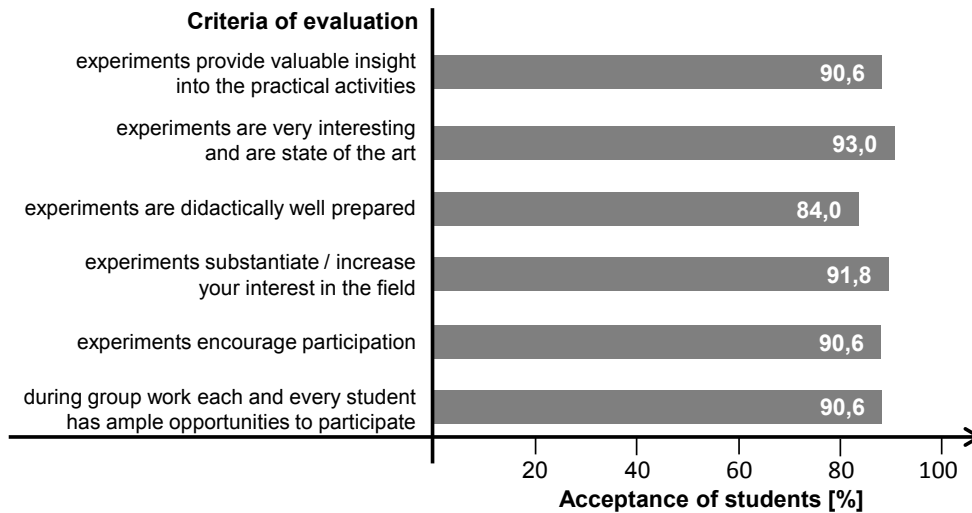 Criteria of evaluation
experiments provide valuable insight
into the practical activities
90,6
experiments are very interesting
and are state of the art
93,0
experiments are didactically well prepared
84,0
experiments substantiate / increase
your interest in the field
91,8
experiments encourage participation
90,6
during group work each and every student
has ample opportunities to participate
90,6
20 40 60 80 100
Acceptance of students [%]